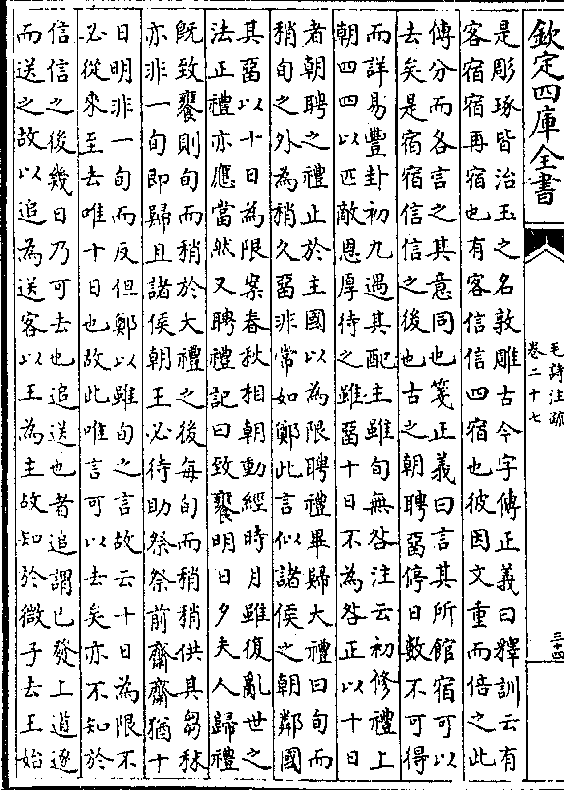 欽定四庫全書
毛詩注疏
卷二十七
三十四
是彫琢皆治玉之名敦雕古今字傳正義曰釋訓云有
客宿宿再宿也有客信信四宿也彼因文重而倍之此
傳分而各言之其意同也箋正義曰言其所館宿可以
去矣是宿宿信信之後也古之朝聘㽞停日數不可得
而詳易豐卦初九遇其配主雖旬無咎注云初修禮上
朝四四以匹敵恩厚待之雖㽞十日不為咎正以十日
者朝聘之禮止於主國以為限聘禮畢歸大禮曰旬而
稍旬之外為稍久㽞非常如鄭此言似諸侯之朝鄰國
其㽞以十日為限案春秋相朝動經時月雖復亂世之
法正禮亦應當然又聘禮記曰致饔明日夕夫人歸禮
既致饔則旬而稍於大禮之後每旬而稍稍供其芻秣
亦非一旬即歸且諸侯朝王必待助祭祭前齋齋猶十
日明非一旬而反但鄭以雖旬之言故云十日為限不
必從來至去唯十日也故此唯言可以去矣亦不知於
信信之後幾日乃可去也追送也者追謂已發上道逐
而送之故以追為送客以王為主故知於微子去王始